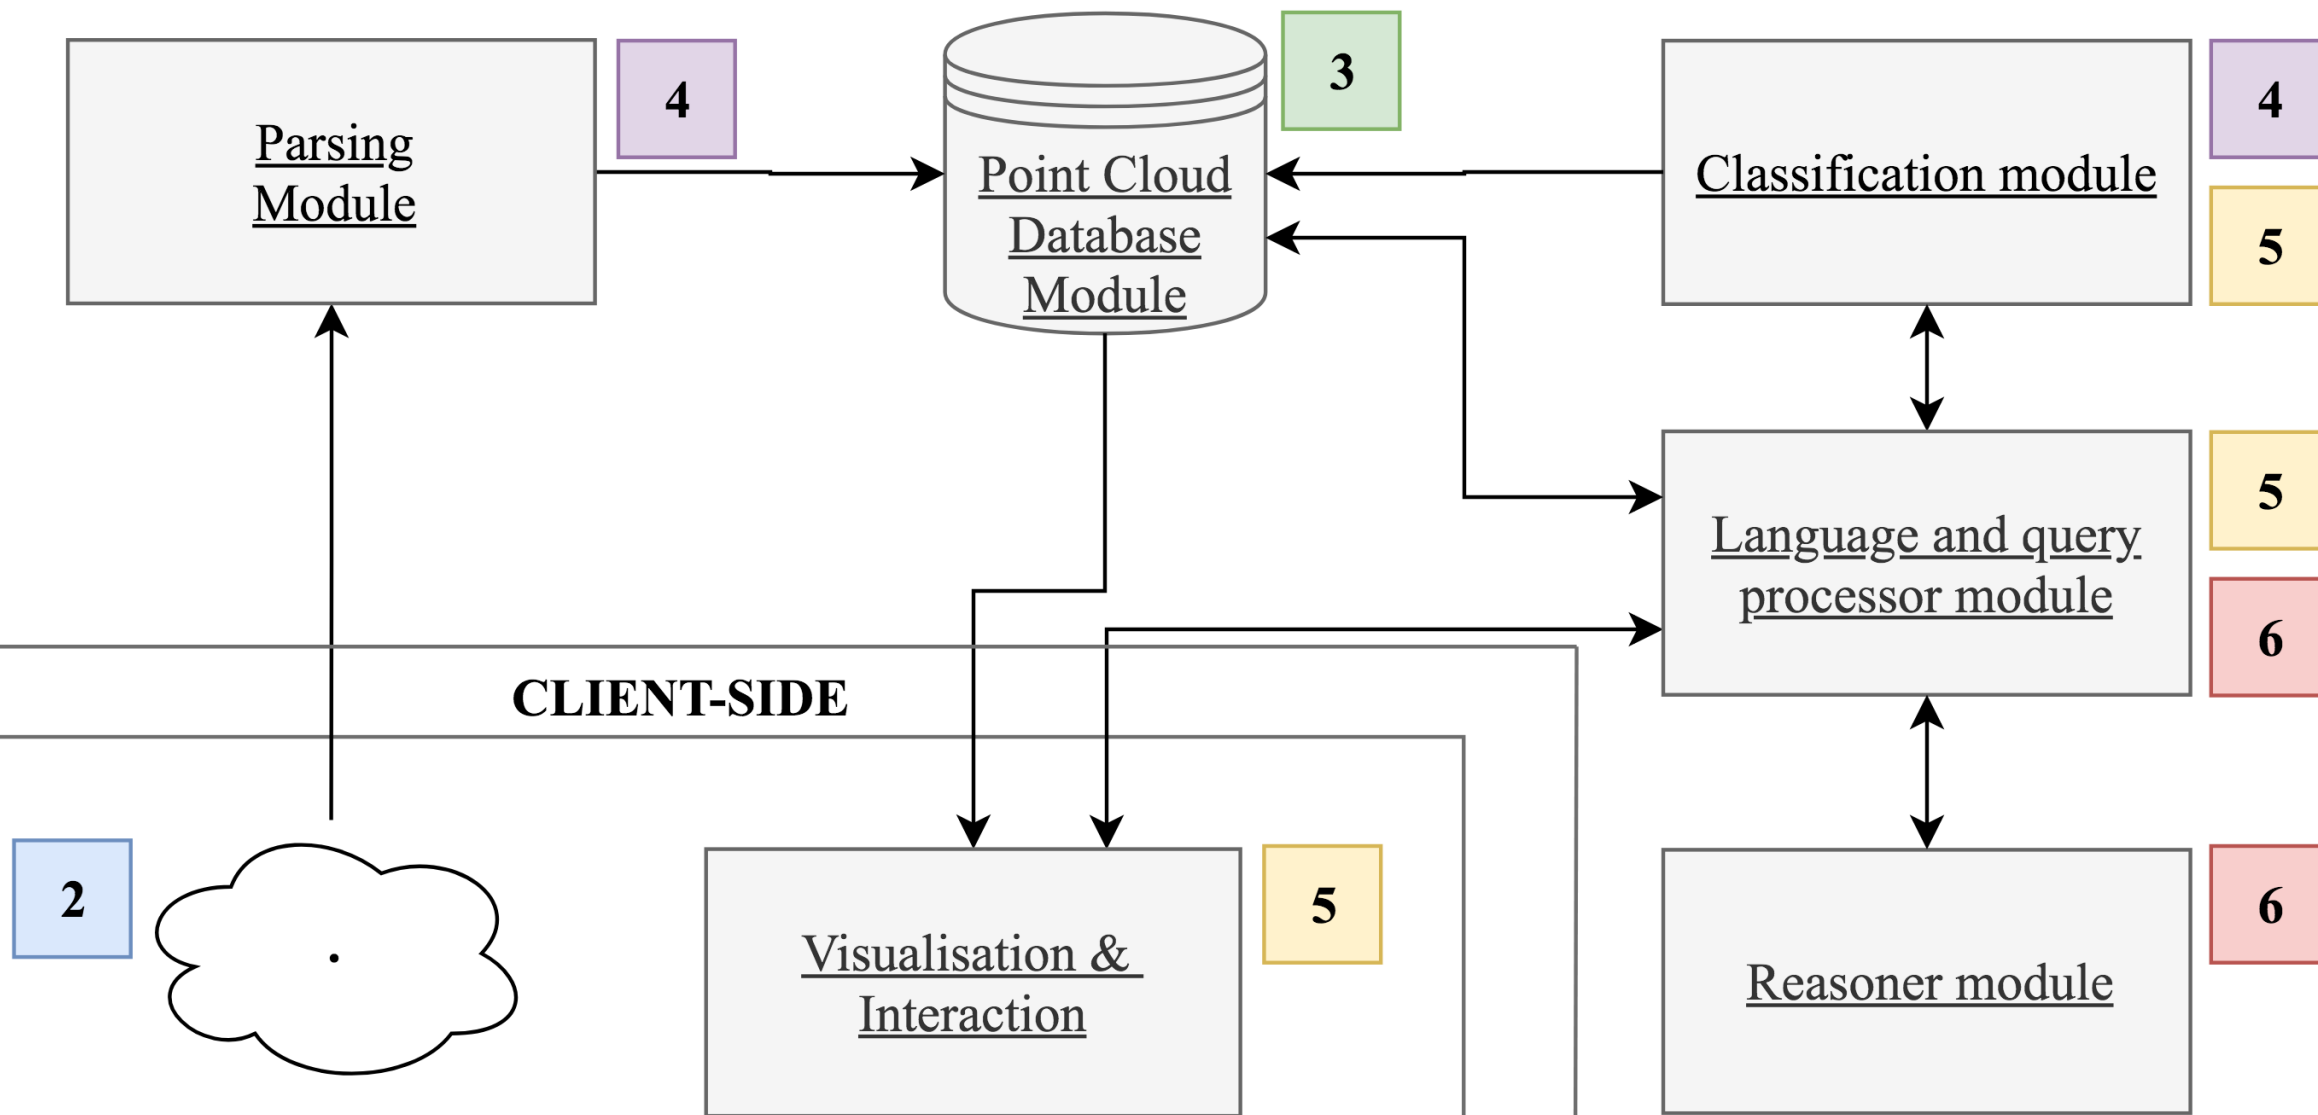 Parsing
Module
4
Point Cloud
Database
Module
3
Classification module
4
5
Language and query
processor module
5
6
CLIENT-SIDE
2
Visualisation &
Interaction
5
Reasoner module
6